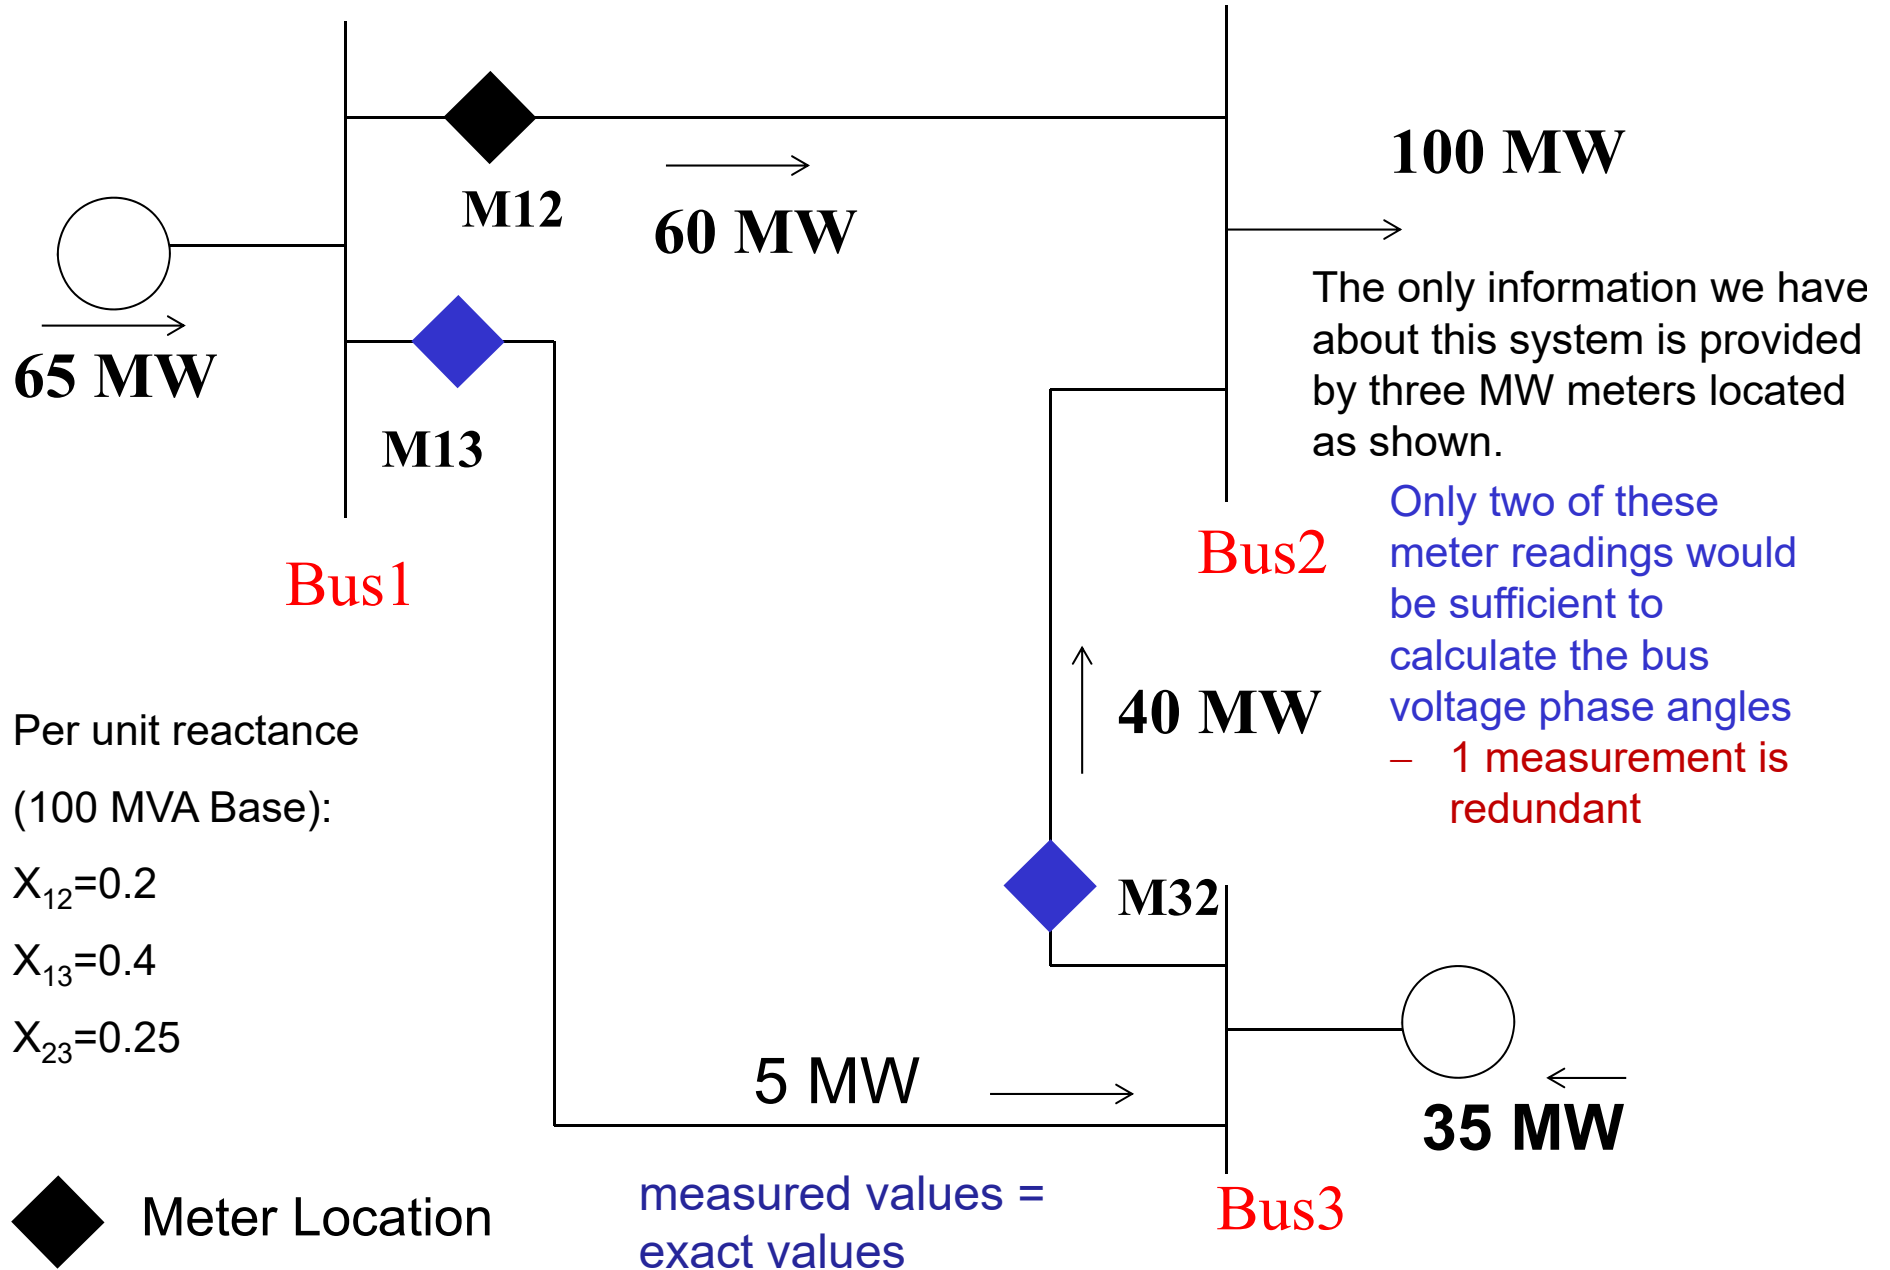 100 MW
M12
60 MW
65 MW
M13
The only information we have
about this system is provided
by three MW meters located
as shown.
Only two of these
meter readings would
be sufficient to
calculate the bus
voltage phase angles
– 1 measurement is
redundant
Bus1
Bus2
40 MW
Per unit reactance
(100 MVA Base):
X₁₂=0.2
X₁₃=0.4
X₂₃=0.25
M32
5 MW
35 MW
Bus3
Meter Location
measured values =
exact values